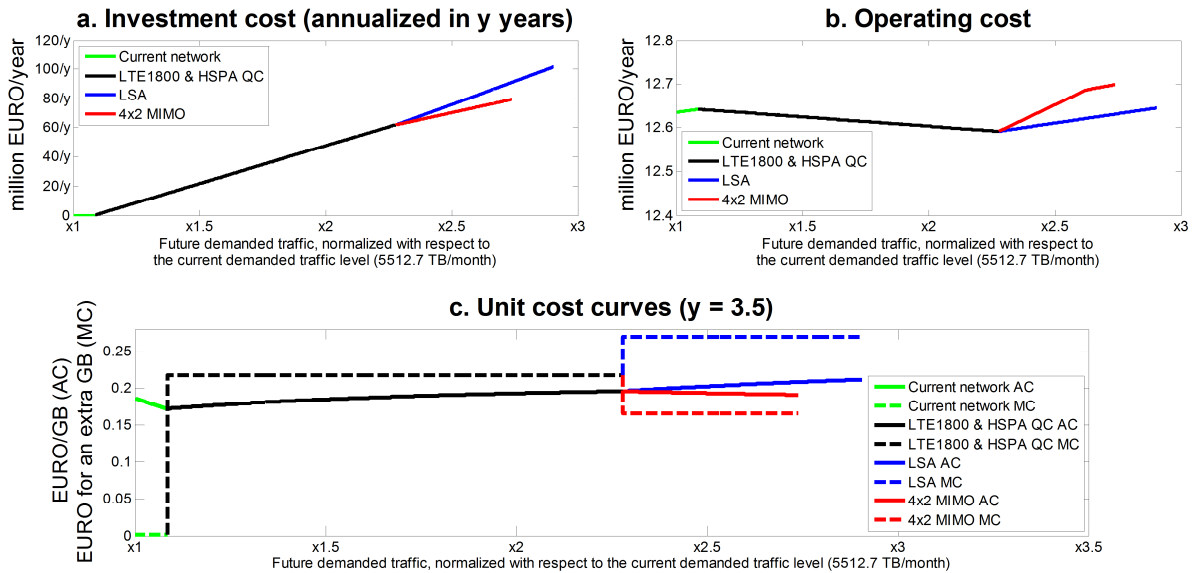 a. Investment cost (annualized in y years)
million EURO/year
120/y
100/y
80/y
60/y
40/y
20/y
0
Current network
LTE1800 & HSPA QC
LSA
4x2 MIMO
x1
x1.5
x2
x2.5
x3
Future demanded traffic, normalized with respect to
the current demanded traffic level (5512.7 TB/month)
b. Operating cost
million EURO/year
12.8
12.7
12.6
12.5
12.4
Current network
LTE1800 & HSPA QC
LSA
4x2 MIMO
x1
x1.5
x2
x2.5
x3
Future demanded traffic, normalized with respect to
the current demanded traffic level (5512.7 TB/month)
c. Unit cost curves (y = 3.5)
EURO/GB (AC)
EURO for an extra GB (MC)
0.25
0.2
0.15
0.1
0.05
0
Current network AC
Current network MC
LTE1800 & HSPA QC AC
LTE1800 & HSPA QC MC
LSA AC
LSA MC
4x2 MIMO AC
4x2 MIMO MC
x1
x1.5
x2
x2.5
x3
x3.5
Future demanded traffic, normalized with respect to the current demanded traffic level (5512.7 TB/month)